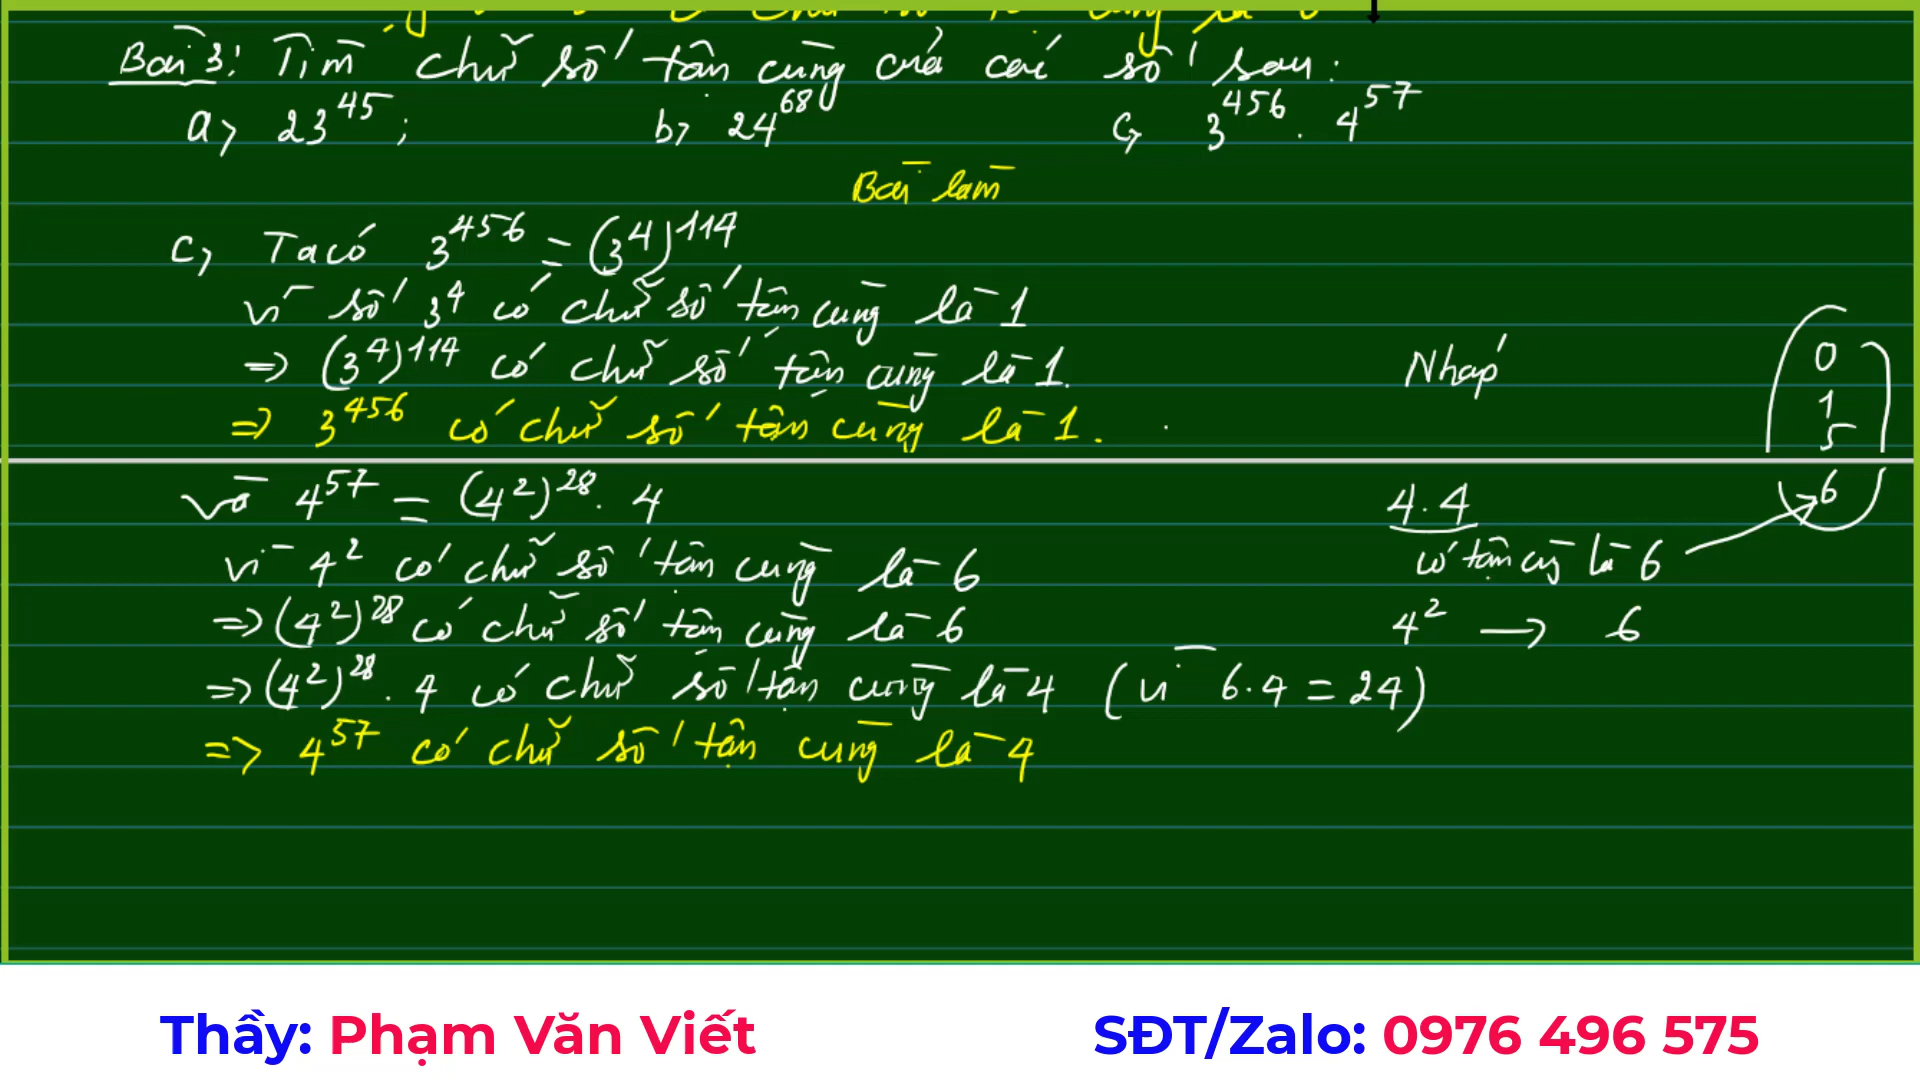 Bài 3: Tìm chữ số tận cùng của các số sau:
a, 23^45; b, 24^68 c, 3^456 . 4^57
Bài làm
c, Ta có 3^456 = (3^4)^114
vì số 3^4 có chữ số tận cùng là 1
=> (3^4)^114 có chữ số tận cùng là 1.
=> 3^456 có chữ số tận cùng là 1.
Nháp
0
1
5
6
Và 4^57 = (4^2)^28 . 4
vì 4^2 có chữ số tận cùng là 6
=> (4^2)^28 có chữ số tận cùng là 6
=> (4^2)^28 . 4 có chữ số tận cùng là 4 (vì 6.4 = 24)
=> 4^57 có chữ số tận cùng là 4
4.4
có tận cg là 6
4^2 → 6
Thầy: Phạm Văn Viết
SĐT/Zalo: 0976 496 575